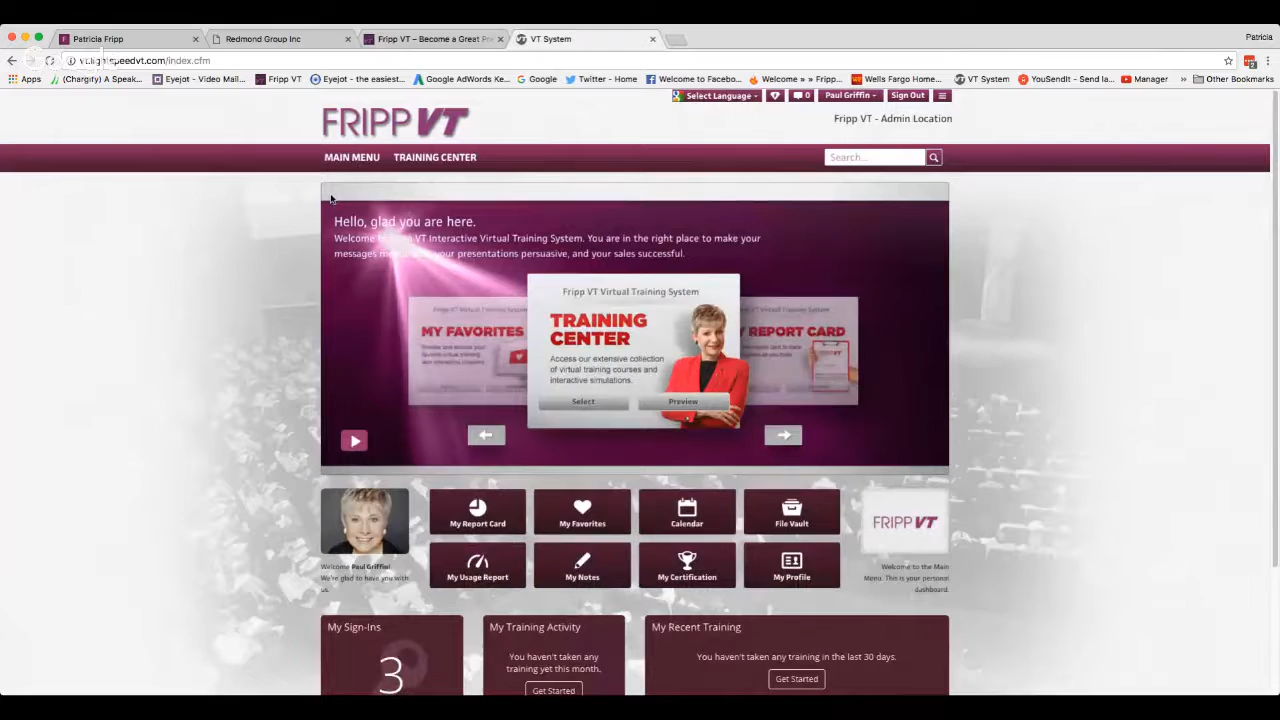 Patricia Fripp
Redmond Group Inc
Fripp VT – Become a Great Pre
VT System
Patricia
speedvt.com/index.cfm
Apps
(Chargify) A Speak...
Eyejot - Video Mail...
Fripp VT
Eyejot - the easiest...
Google AdWords Ke...
Google
Twitter - Home
Welcome to Facebo...
Welcome » » Fripp...
Wells Fargo Home...
VT System
YouSendIt - Send la...
Manager
»
Other Bookmarks
Select Language
0
Paul Griffin
Sign Out
FRIPP VT
Fripp VT - Admin Location
MAIN MENU
TRAINING CENTER
Search...
Hello, glad you are here.
Welcome VT Interactive Virtual Training System. You are in the right place to make your
messages your presentations persuasive, and your sales successful.
Fripp VT Virtual Training System
MY FAVORITES
Fripp VT Virtual Training System
TRAINING
CENTER
Access our extensive collection
of virtual training courses and
interactive simulations.
Select
Preview
Virtual Training System
REPORT CARD
My Report Card
My Favorites
Calendar
File Vault
FRIPP VT
My Usage Report
My Notes
My Certification
My Profile
Welcome Paul Griffin!
We're glad to have you with
us.
Welcome to the Main
Menu. This is your personal
dashboard.
My Sign-Ins
3
My Training Activity
You haven't taken any
training yet this month.
Get Started
My Recent Training
You haven't taken any training in the last 30 days.
Get Started